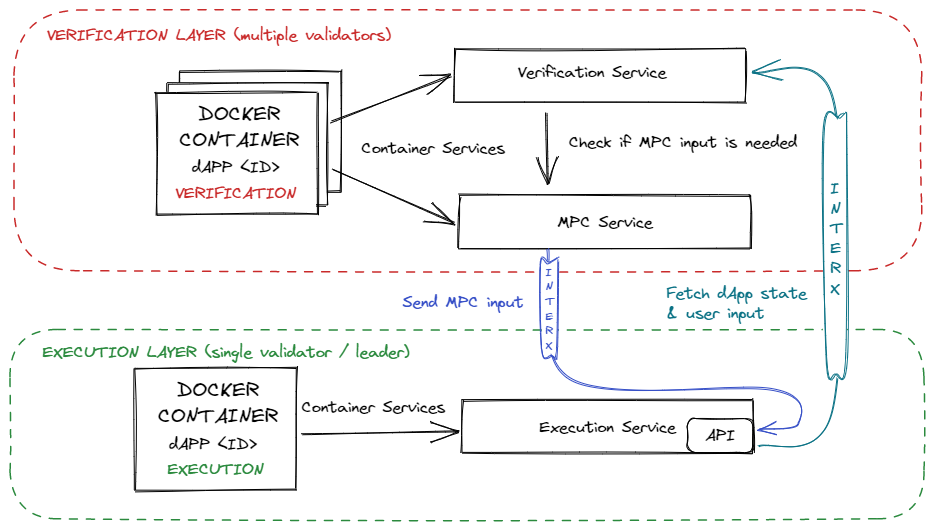 VERIFICATION LAYER (multiple validators)
DOCKER
CONTAINER
dAPP <ID>
VERIFICATION
Container Services
Verification Service
Check if MPC input is needed
MPC Service
INTERX
INTERX
Send MPC input
Fetch dApp state
& user input
EXECUTION LAYER (single validator / leader)
DOCKER
CONTAINER
dAPP <ID>
EXECUTION
Container Services
Execution Service
API